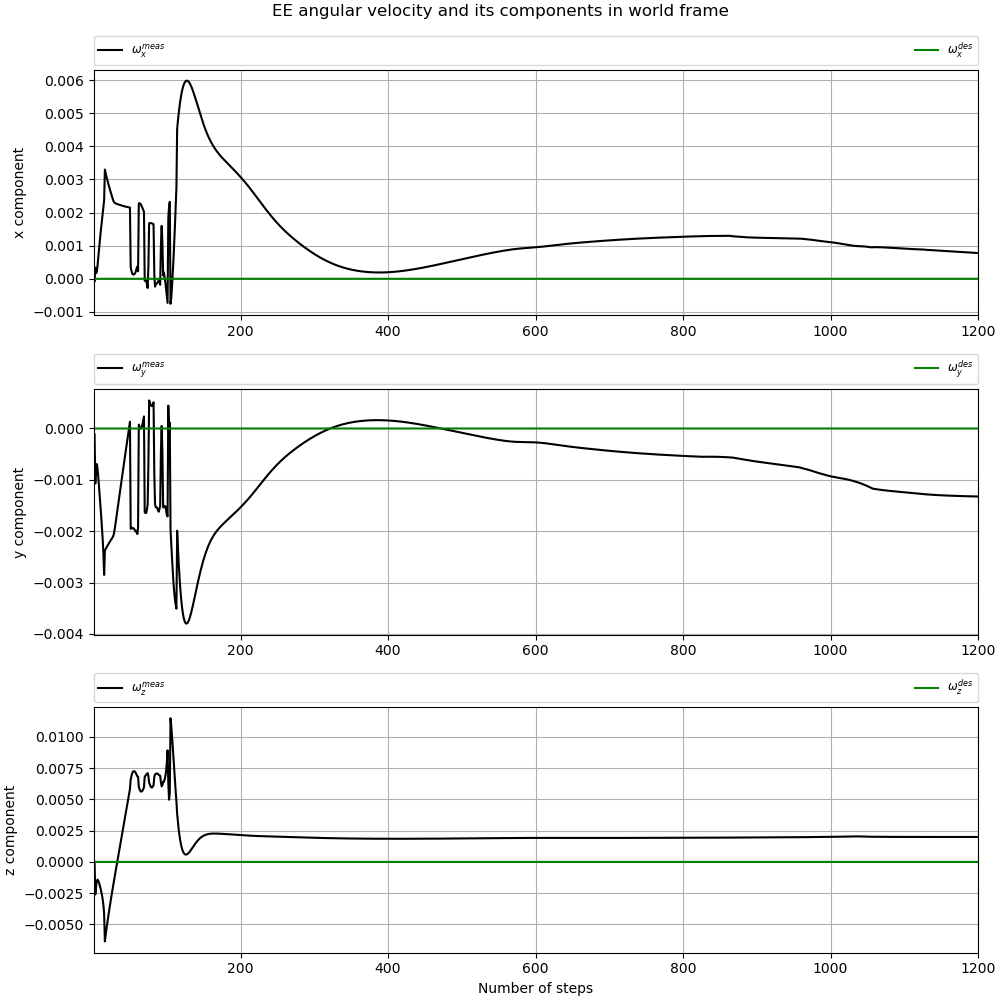 EE angular velocity and its components in world frame
ω_x^meas ω_x^des
0.006
0.005
0.004
0.003
0.002
0.001
0.000
−0.001
x component
200 400 600 800 1000 1200
ω_y^meas ω_y^des
0.000
−0.001
−0.002
−0.003
−0.004
y component
200 400 600 800 1000 1200
ω_z^meas ω_z^des
0.0100
0.0075
0.0050
0.0025
0.0000
−0.0025
−0.0050
z component
200 400 600 800 1000 1200
Number of steps